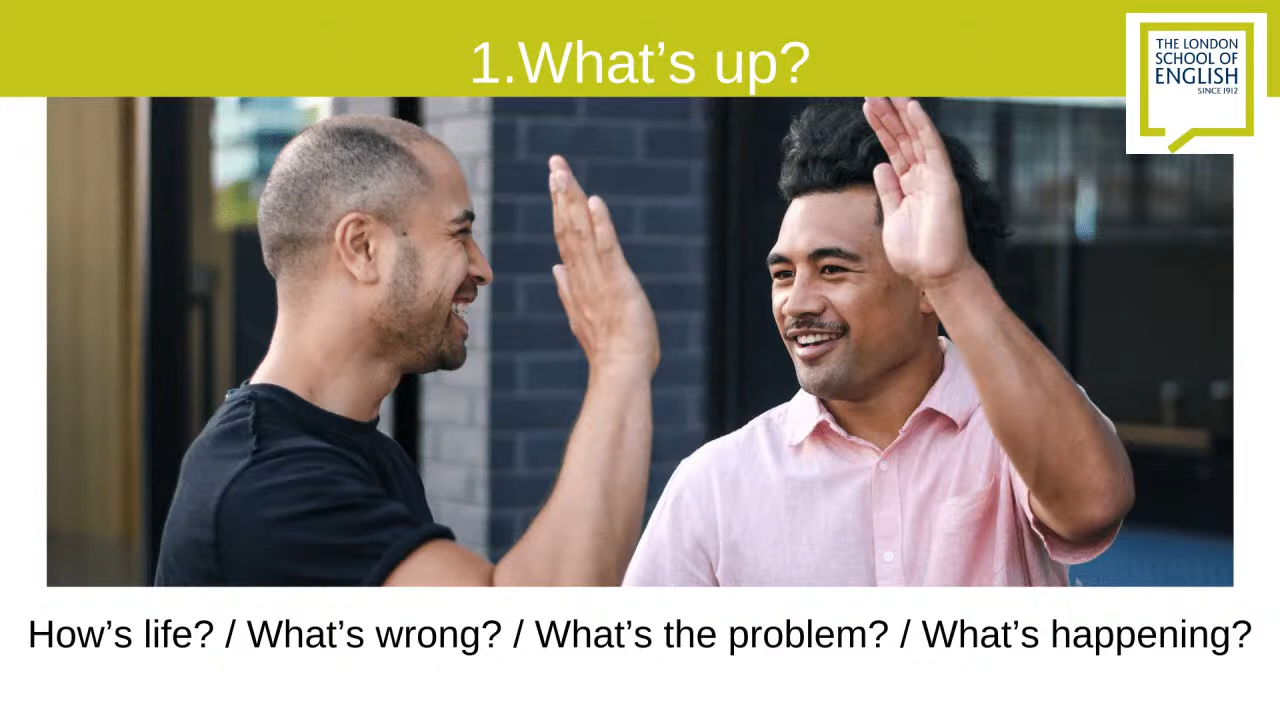 1.What’s up?
THE LONDON
SCHOOL OF
ENGLISH
SINCE 1912
How’s life? / What’s wrong? / What’s the problem? / What’s happening?